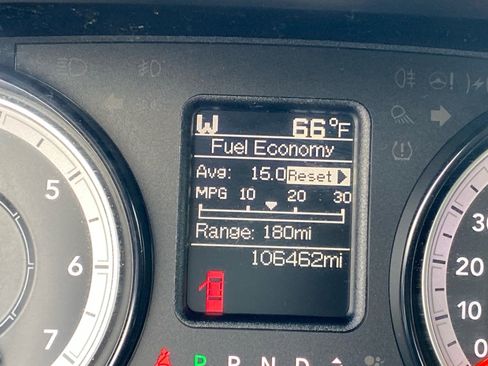 W 66°F
Fuel Economy
Avg: 15.0 Reset
MPG 10 20 30
Range: 180mi
106462mi
P R N D
5
6
7
30
20
10
0